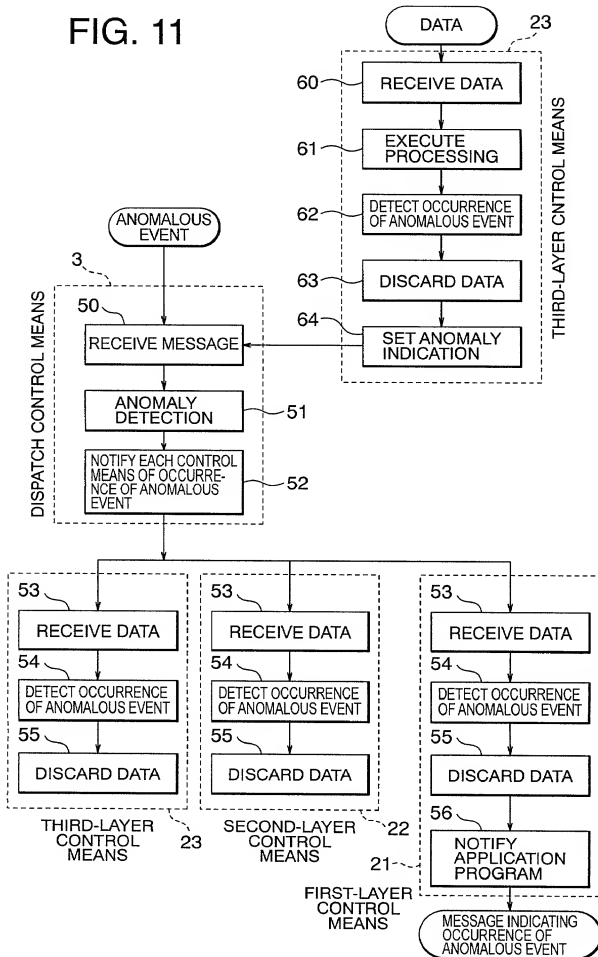 FIG. 11
DATA
23
60
RECEIVE DATA
61
EXECUTE
PROCESSING
62
DETECT OCCURRENCE
OF ANOMALOUS EVENT
63
DISCARD DATA
64
SET ANOMALY
INDICATION
THIRD-LAYER CNTROL MEANS
ANOMALOUS
EVENT
3
50
RECEIVE MESSAGE
ANOMALY
DETECTION
51
NOTIFY EACH CONTROL
MEANS OF OCCURRE-
NCE OF ANOMALOUS
EVENT
52
DISPATCH CONTROL MEANS
53
RECEIVE DATA
54
DETECT OCCURRENCE
OF ANOMALOUS EVENT
55
DISCARD DATA
THIRD-LAYER
CONTROL
MEANS
23
53
RECEIVE DATA
54
DETECT OCCURRENCE
OF ANOMALOUS EVENT
55
DISCARD DATA
SECOND-LAYER
CONTROL
MEANS
22
53
RECEIVE DATA
54
DETECT OCCURRENCE
OF ANOMALOUS EVENT
55
DISCARD DATA
56
NOTIFY
APPLICATION
PROGRAM
21
FIRST-LAYER
CONTROL
MEANS
MESSAGE INDICATING
OCCURRENCE OF
ANOMALOUS EVENT